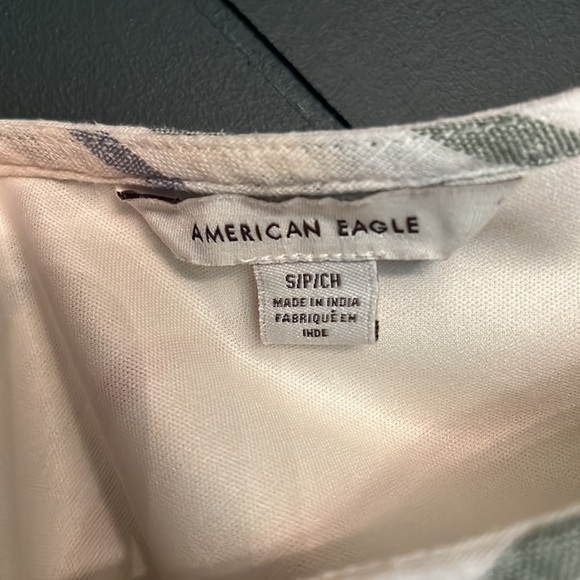 AMERICAN EAGLE
S/P/CH
MADE IN INDIA
FABRIQUÉ EN
INDE